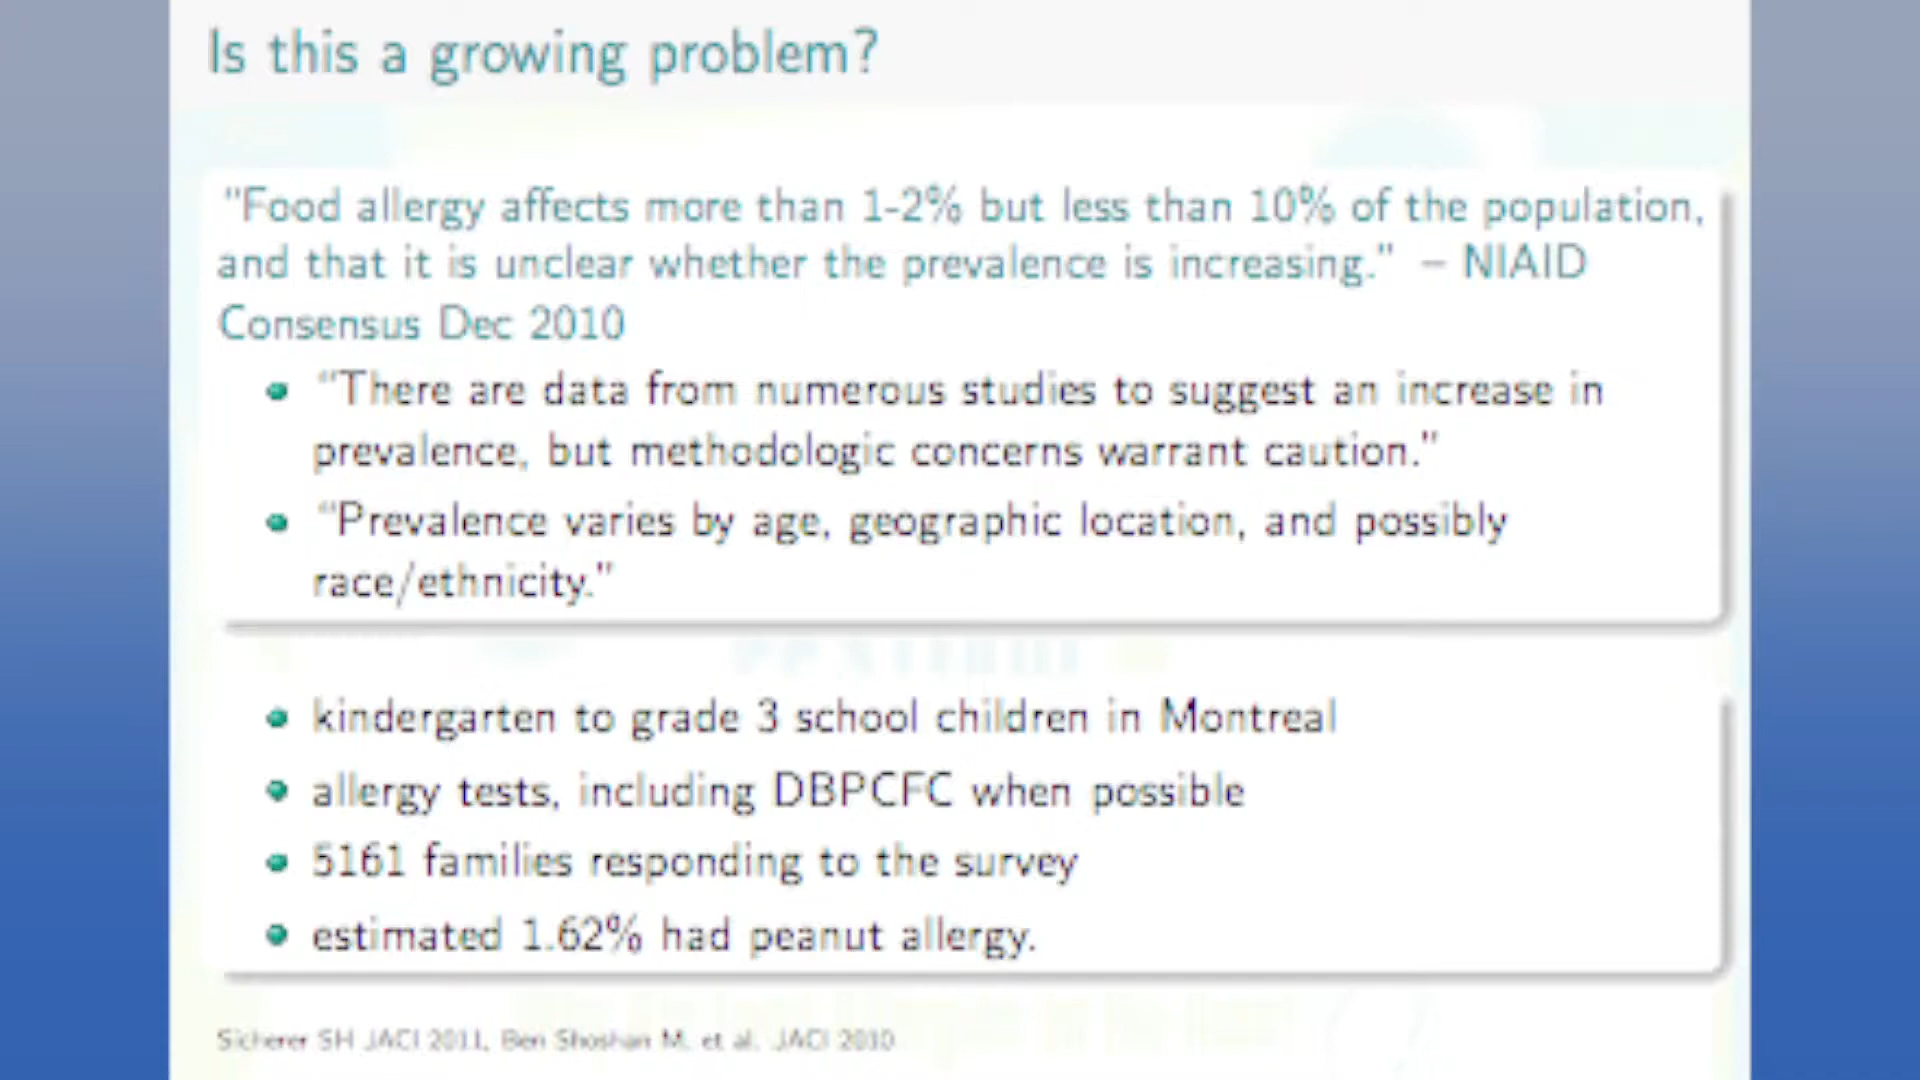 Is this a growing problem?
"Food allergy affects more than 1-2% but less than 10% of the population,
and that it is unclear whether the prevalence is increasing." – NIAID
Consensus Dec 2010
"There are data from numerous studies to suggest an increase in
prevalence, but methodologic concerns warrant caution."
"Prevalence varies by age, geographic location, and possibly
race/ethnicity."
kindergarten to grade 3 school children in Montreal
allergy tests, including DBPCFC when possible
5161 families responding to the survey
estimated 1.62% had peanut allergy.
Sicherer SH JACI 2011, Ben Shoshan M. et al. JACI 2010